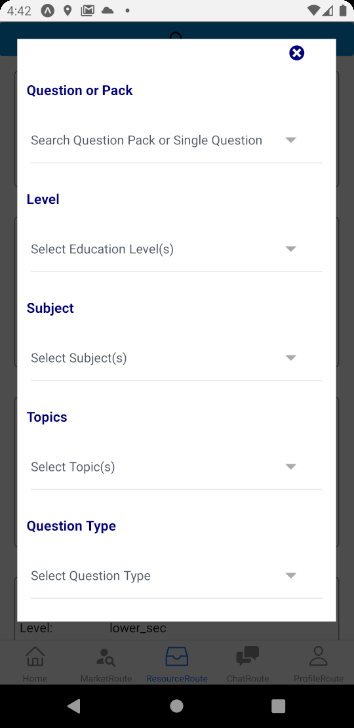 4:42
Question or Pack
Search Question Pack or Single Question
Level
Select Education Level(s)
Subject
Select Subject(s)
Topics
Select Topic(s)
Question Type
Select Question Type
Level: lower_sec
Home MarketRoute ResourceRoute ChatRoute ProfileRoute